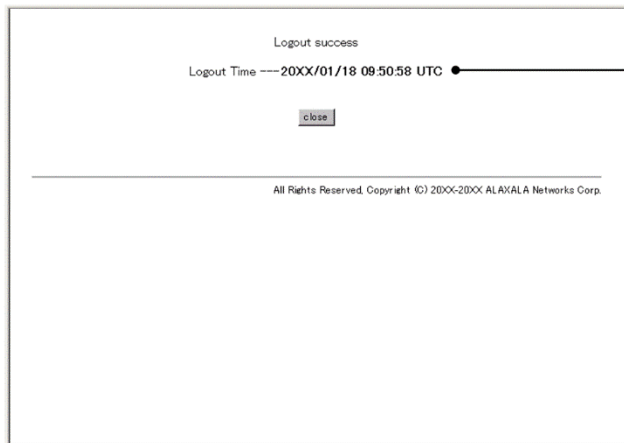 Logout success
Logout Time ---20XX/01/18 09:50:58 UTC
close
All Rights Reserved, Copyright (C) 20XX-20XX ALAXALA Networks Corp.